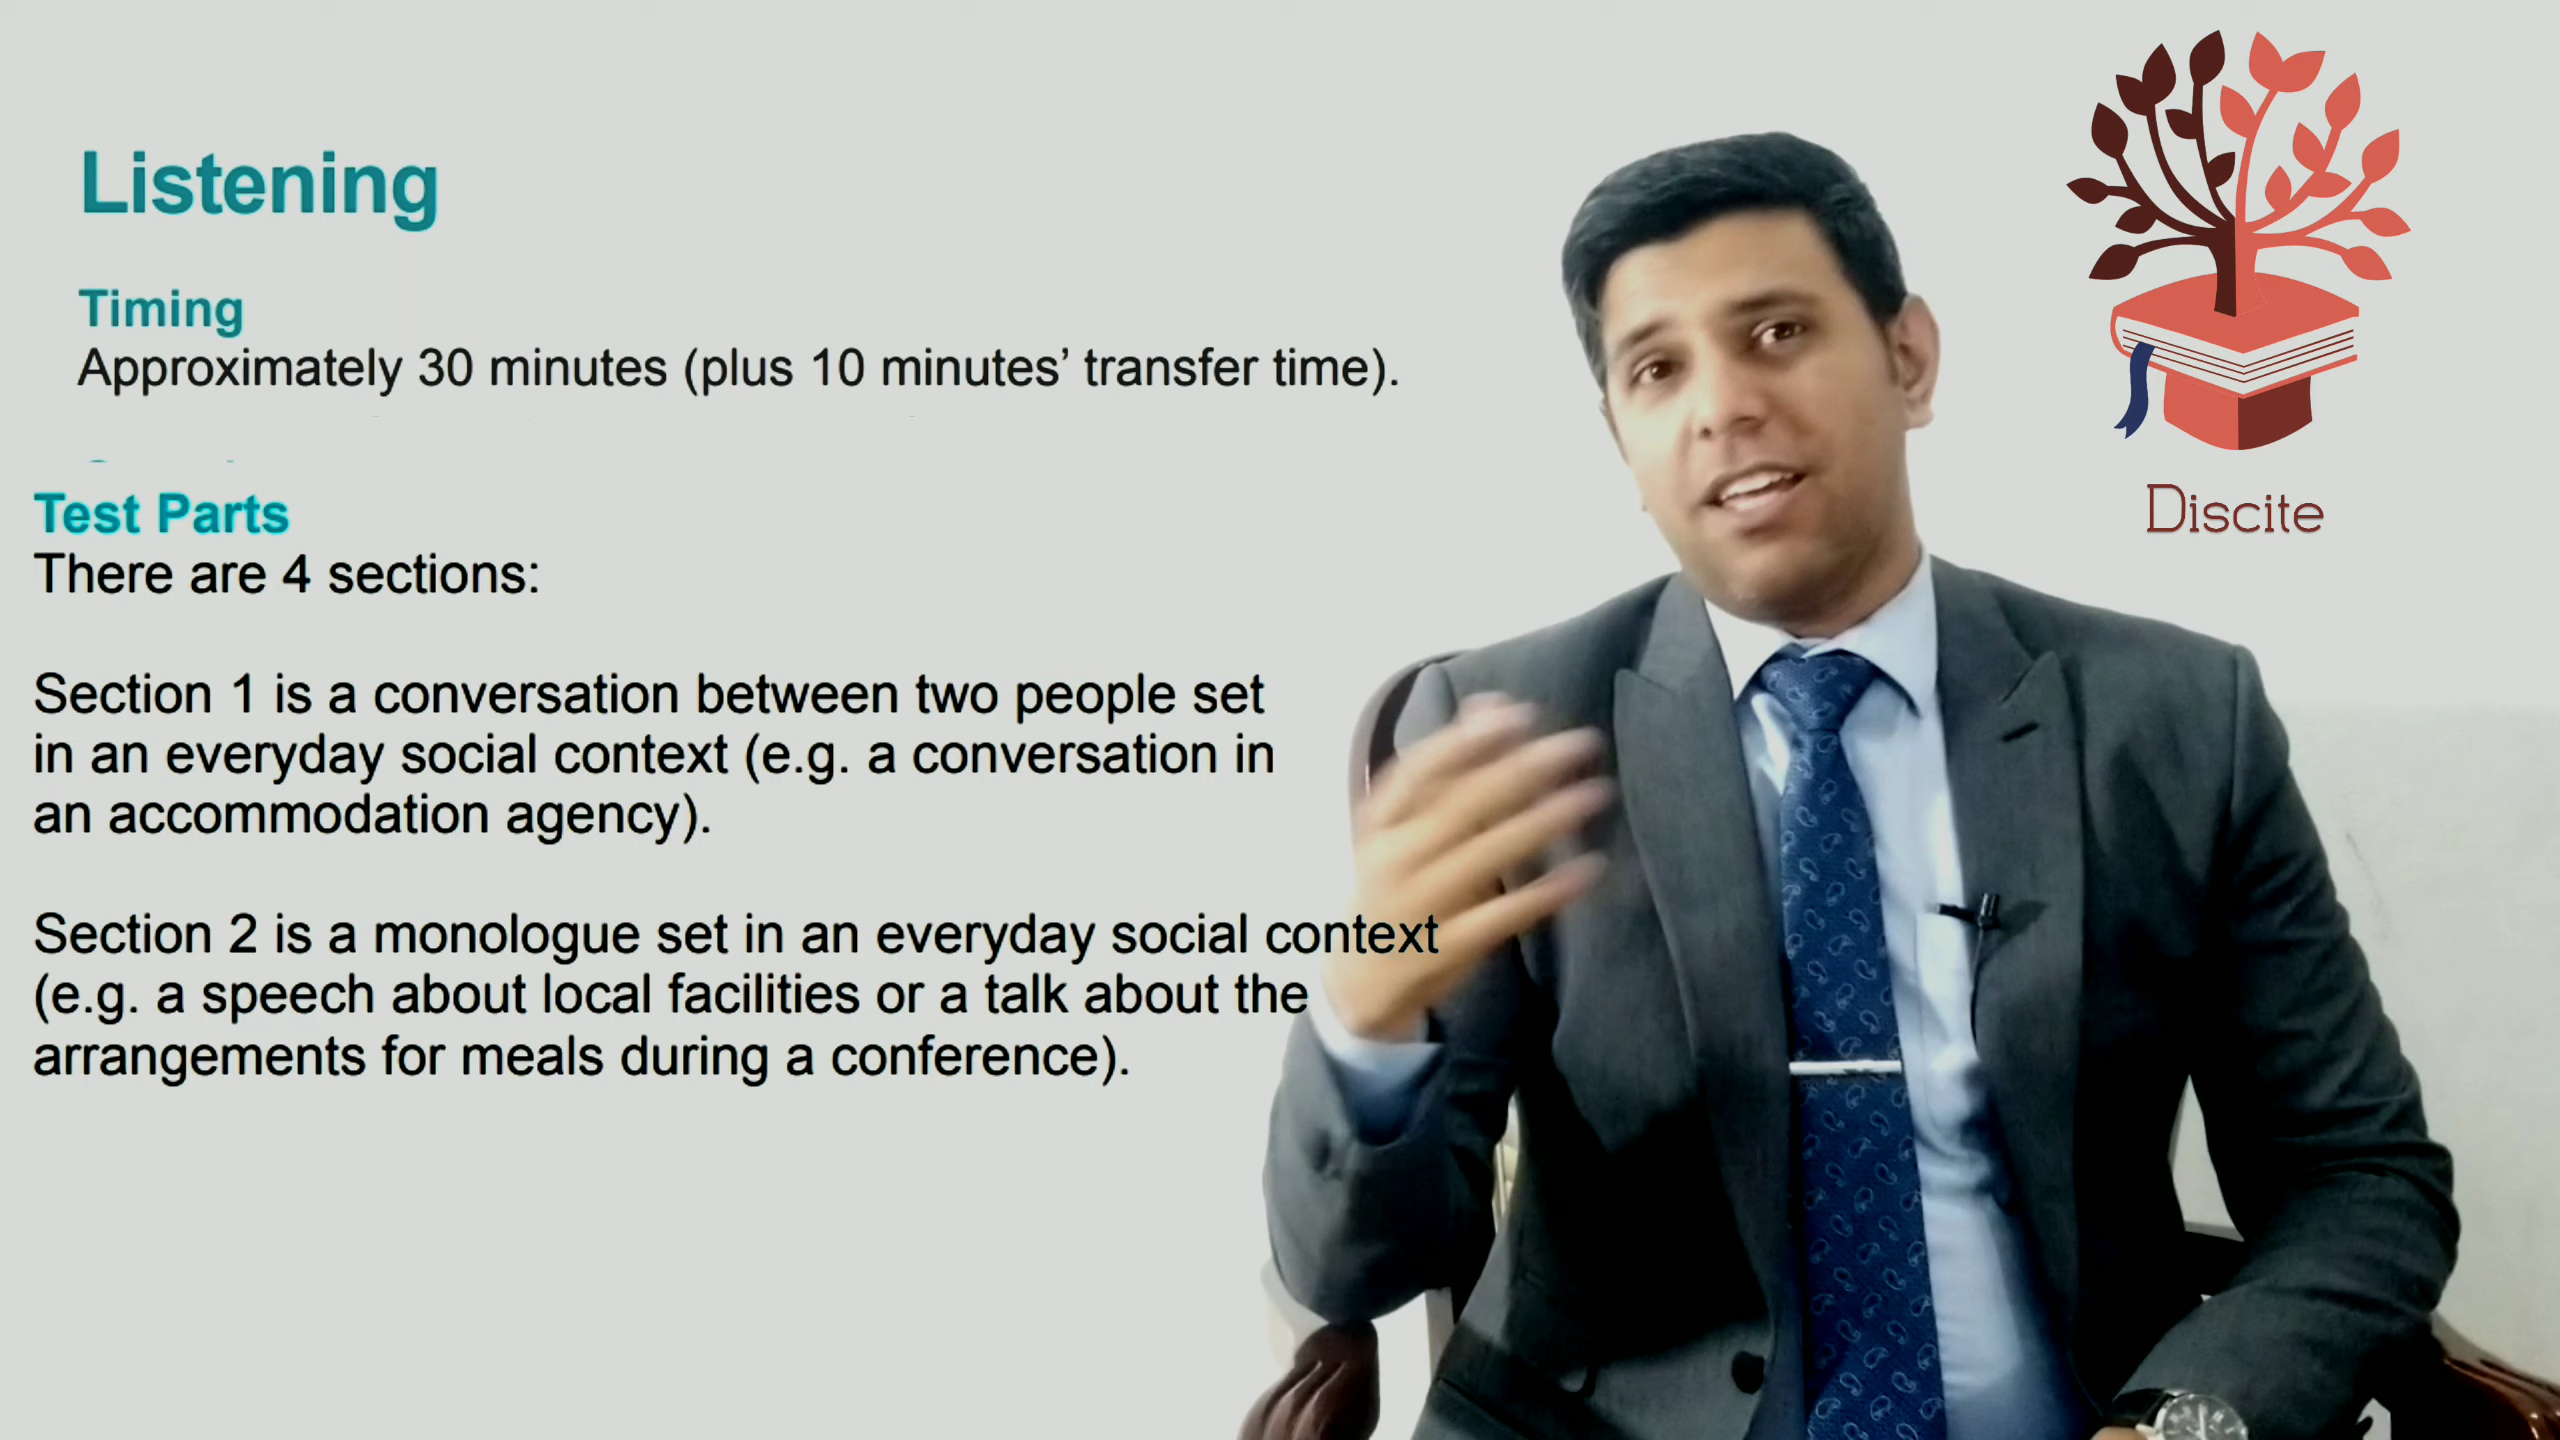 Listening
Timing
Approximately 30 minutes (plus 10 minutes’ transfer time).
Test Parts
There are 4 sections:
Section 1 is a conversation between two people set
in an everyday social context (e.g. a conversation in
an accommodation agency).
Section 2 is a monologue set in an everyday social context
(e.g. a speech about local facilities or a talk about the
arrangements for meals during a conference).
Discite